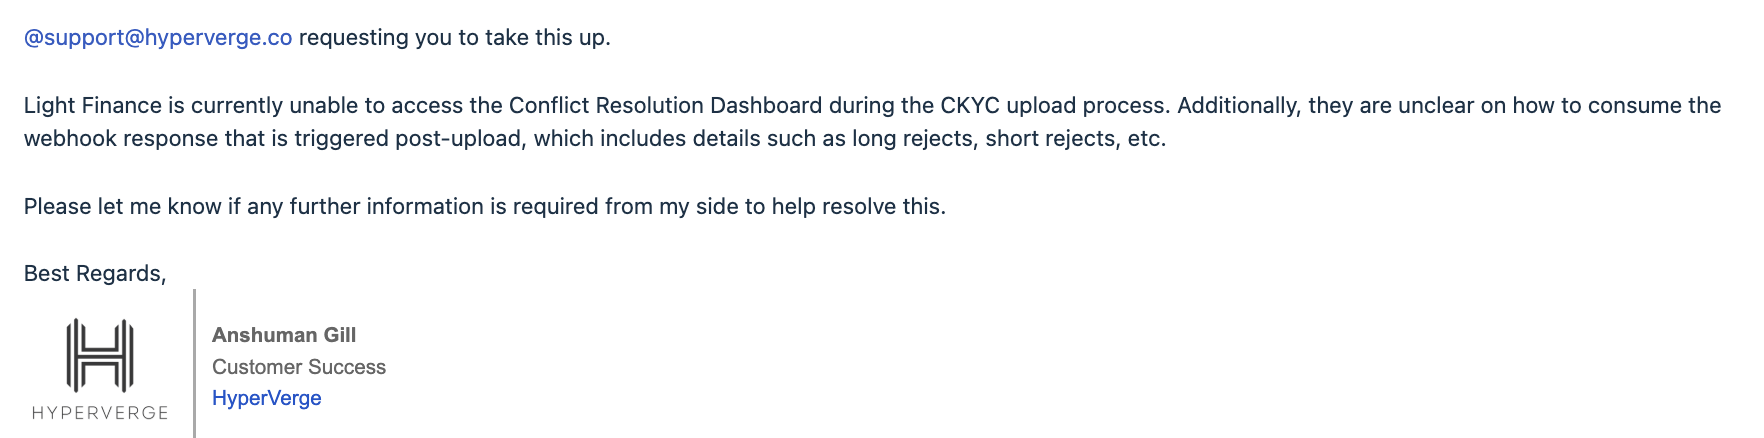 @support@hyperverge.co requesting you to take this up.
Light Finance is currently unable to access the Conflict Resolution Dashboard during the CKYC upload process. Additionally, they are unclear on how to consume the
webhook response that is triggered post-upload, which includes details such as long rejects, short rejects, etc.
Please let me know if any further information is required from my side to help resolve this.
Best Regards,
HYPERVERGE
Anshuman Gill
Customer Success
HyperVerge